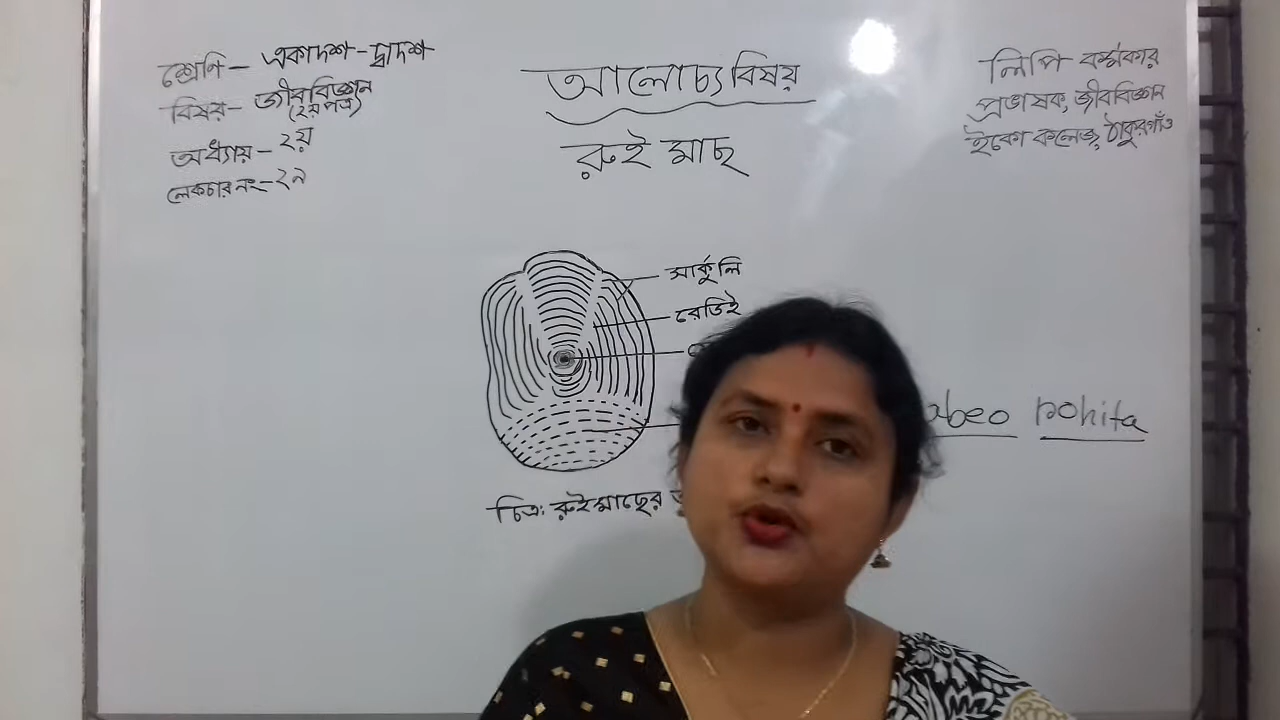 শ্রেণি - একাদশ-দ্বাদশ
বিষয় - জীববিজ্ঞান
(২য় পত্র)
অধ্যায় - ২য়
লেকচার নং - ২৯
আলোচ্য বিষয়
রুই মাছ
লিপি কর্মকার
প্রভাষক, জীববিজ্ঞান
ইকো কলেজ, ঠাকুরগাঁও
সার্কুলি
রেডিই
abeo rohita
চিত্র: রুই মাছের